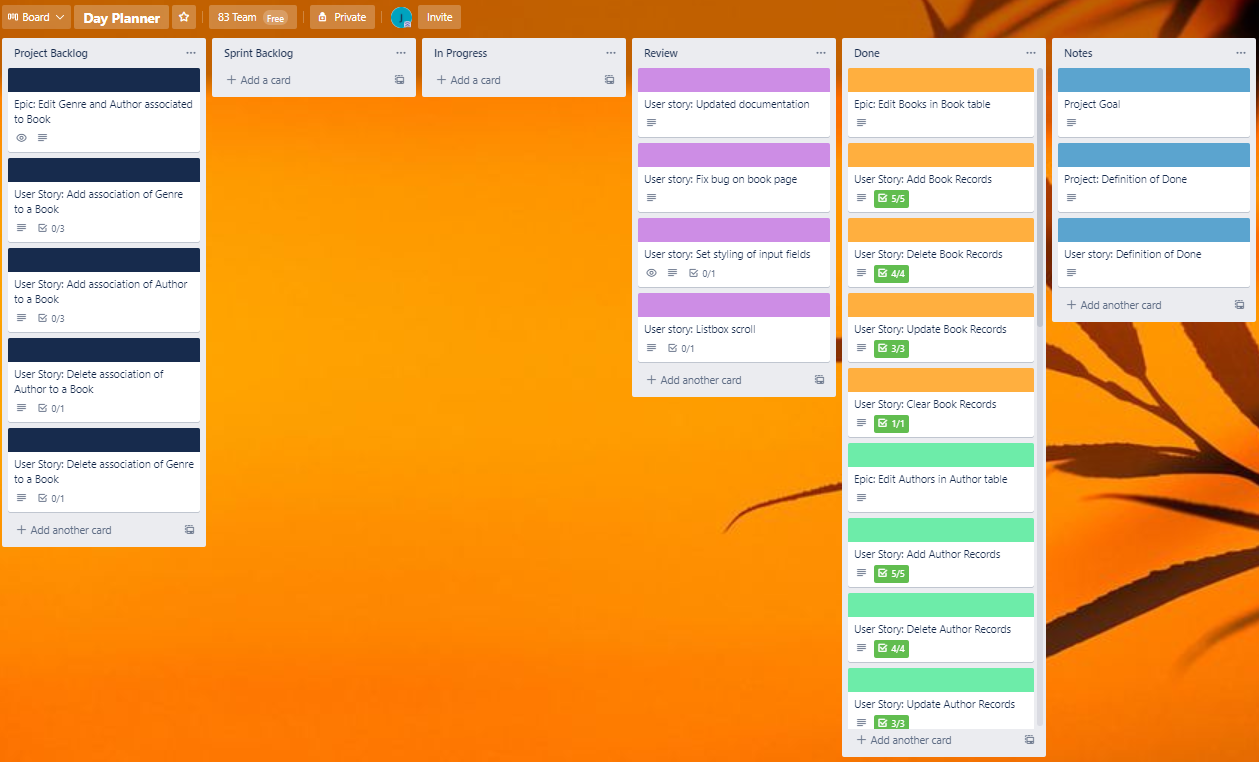 Board
Day Planner
83 Team Free
Private
Invite
Project Backlog
Epic: Edit Genre and Author associated
to Book
User Story: Add association of Genre
to a Book
0/3
User Story: Add association of Author
to a Book
0/3
User Story: Delete association of
Author to a Book
0/1
User Story: Delete association of Genre
to a Book
0/1
+ Add another card
Sprint Backlog
+ Add a card
In Progress
+ Add a card
Review
User story: Updated documentation
User story: Fix bug on book page
User story: Set styling of input fields
0/1
User story: Listbox scroll
0/1
+ Add another card
Done
Epic: Edit Books in Book table
User Story: Add Book Records
5/5
User Story: Delete Book Records
4/4
User Story: Update Book Records
3/3
User Story: Clear Book Records
1/1
Epic: Edit Authors in Author table
User Story: Add Author Records
5/5
User Story: Delete Author Records
4/4
User Story: Update Author Records
3/3
+ Add another card
Notes
Project Goal
Project: Definition of Done
User story: Definition of Done
+ Add another card